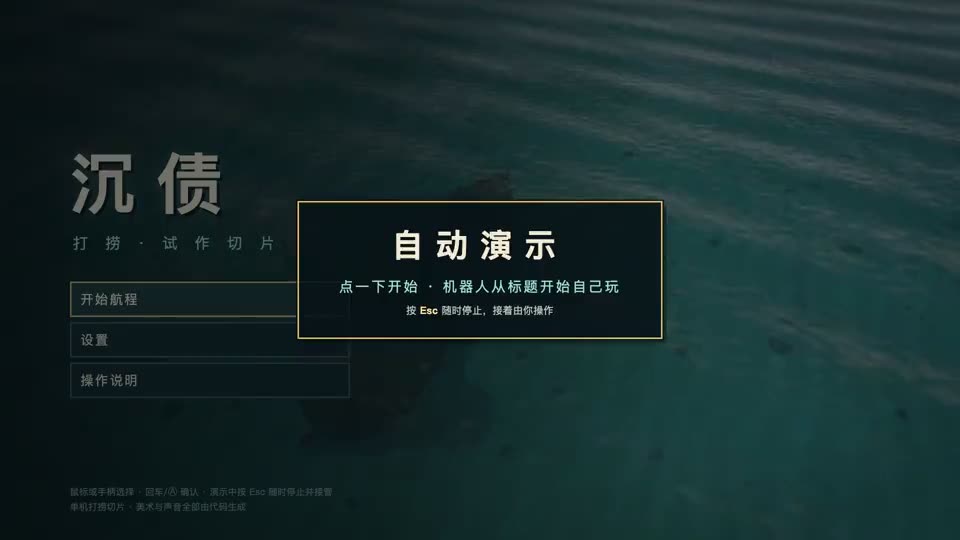 沉债
打捞 · 试作切片
开始航程
设置
操作说明
自动演示
点一下开始 · 机器人从标题开始自己玩
按 Esc 随时停止，接着由你操作
鼠标或手柄选择 · 回车/Ⓐ 确认 · 演示中按 Esc 随时停止并接管
单机打捞切片 · 美术与声音全部由代码生成